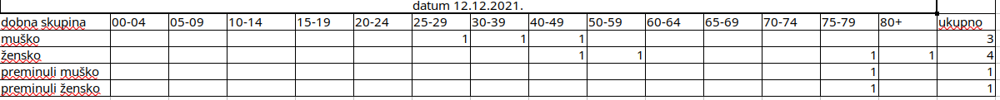 datum 12.12.2021.
dobna skupina 00-04 05-09 10-14 15-19 20-24 25-29 30-39 40-49 50-59 60-64 65-69 70-74 75-79 80+ ukupno
muško 1 1 1 3
žensko 1 1 1 1 4
preminuli muško 1 1
preminuli žensko 1 1